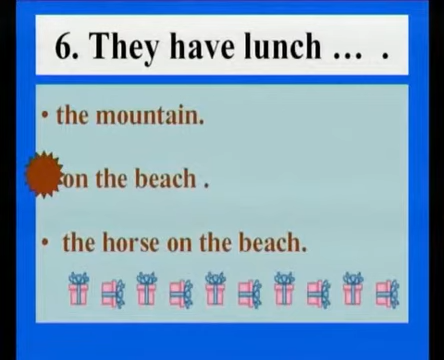 6. They have lunch ... .
• the mountain.
on the beach .
• the horse on the beach.